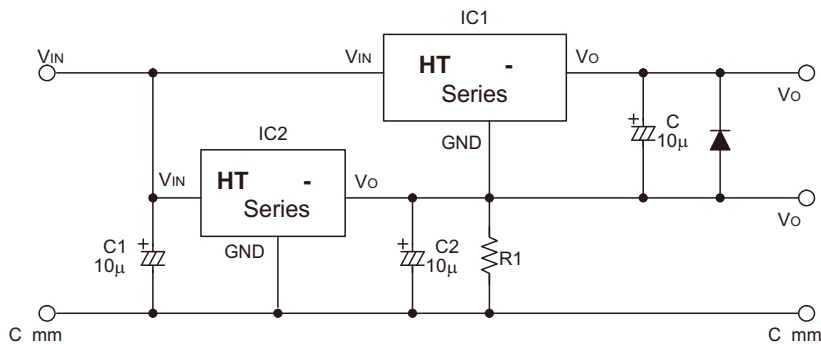 IC1
VIN
VIN
HT -
Series
VO
VO
GND
C
10μ
IC2
VIN
HT -
Series
VO
VO
GND
C1
10μ
C2
10μ
R1
C mm
C mm